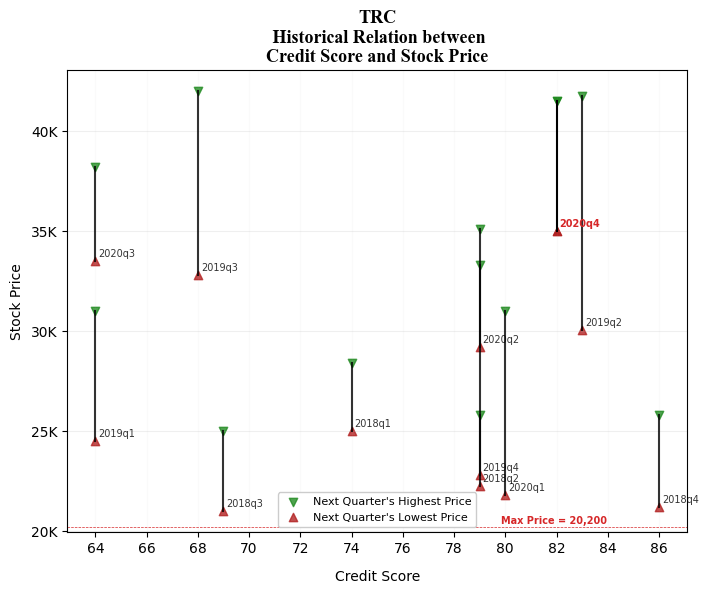 TRC
Historical Relation between
Credit Score and Stock Price
Stock Price
40K
35K
30K
25K
20K
2020q4
2020q3
2019q3
2020q2
2019q2
2019q1
2018q1
2019q4
2018q2
2020q1
2018q3
2018q4
Next Quarter's Highest Price
Next Quarter's Lowest Price
Max Price = 20,200
64 66 68 70 72 74 76 78 80 82 84 86
Credit Score